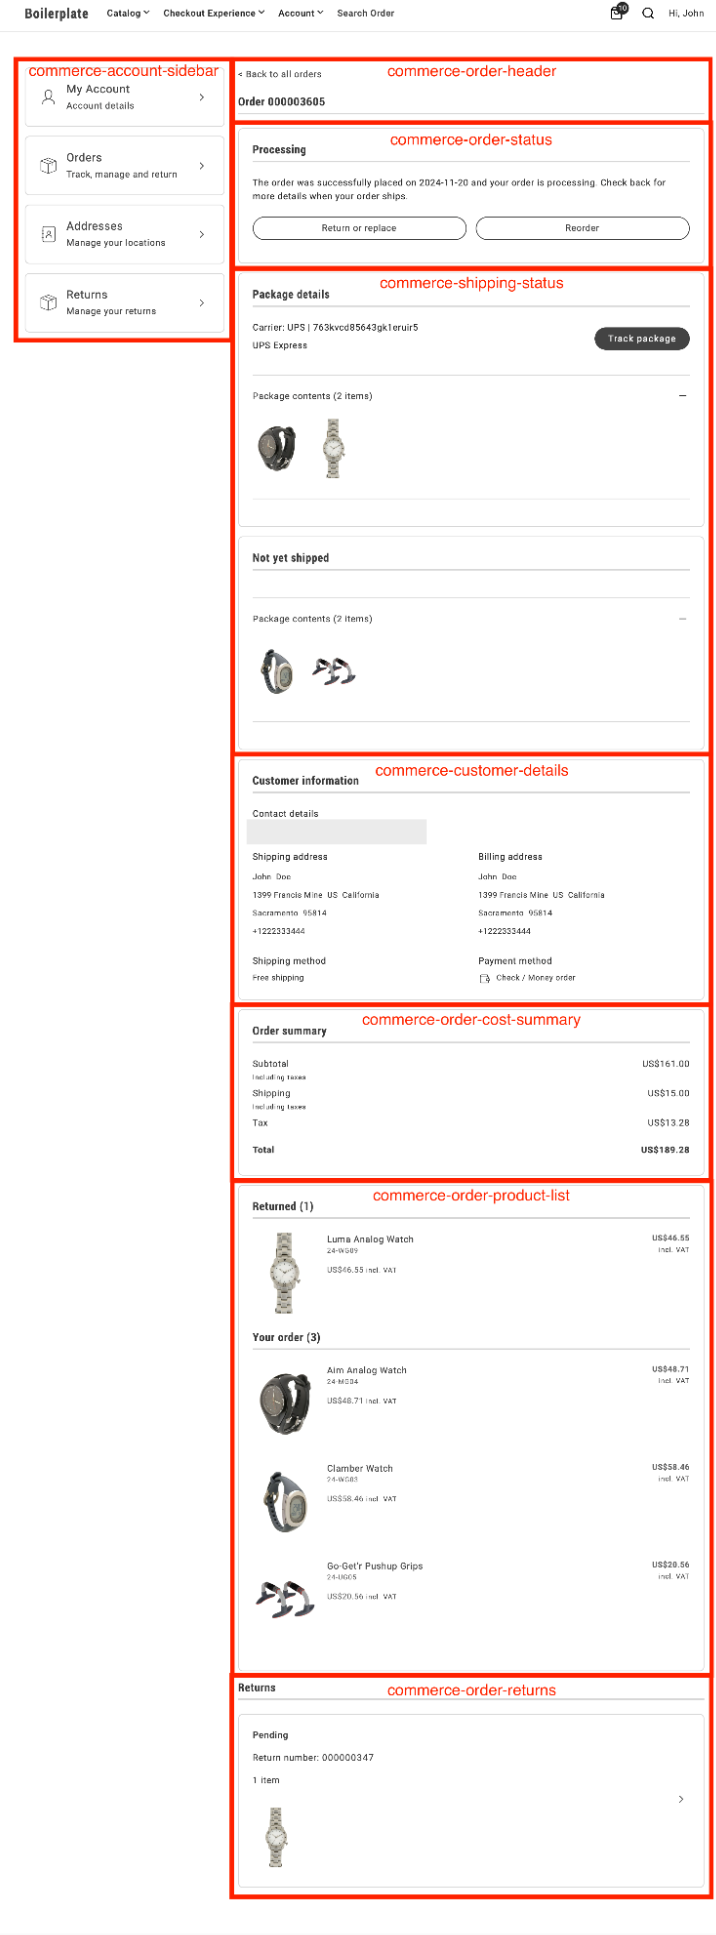 Boilerplate Catalog Checkout Experience Account Search Order 10 Hi, John
commerce-account-sidebar
My Account
Account details
Orders
Track, manage and return
Addresses
Manage your locations
Returns
Manage your returns
commerce-order-header
< Back to all orders
Order 000003605
commerce-order-status
Processing
The order was successfully placed on 2024-11-20 and your order is processing. Check back for
more details when your order ships.
Return or replace Reorder
commerce-shipping-status
Package details
Carrier: UPS | 763kvcd85643gk1eruir5
UPS Express
Track package
Package contents (2 items)
Not yet shipped
Package contents (2 items)
commerce-customer-details
Customer information
Contact details
Shipping address Billing address
John Doe John Doe
1399 Francis Mine US California 1399 Francis Mine US California
Sacramento 95814 Sacramento 95814
+1222333444 +1222333444
Shipping method Payment method
Free shipping Check / Money order
commerce-order-cost-summary
Order summary
Subtotal US$161.00
Including taxes
Shipping US$15.00
Including taxes
Tax US$13.28
Total US$189.28
commerce-order-product-list
Returned (1)
Luma Analog Watch US$46.55
24-WG09 incl. VAT
US$46.55 incl. VAT
Your order (3)
Aim Analog Watch US$48.71
24-MG04 incl. VAT
US$48.71 incl. VAT
Clamber Watch US$58.46
24-WG03 incl. VAT
US$58.46 incl. VAT
Go-Get'r Pushup Grips US$20.56
24-UG05 incl. VAT
US$20.56 incl. VAT
commerce-order-returns
Returns
Pending
Return number: 000000347
1 item